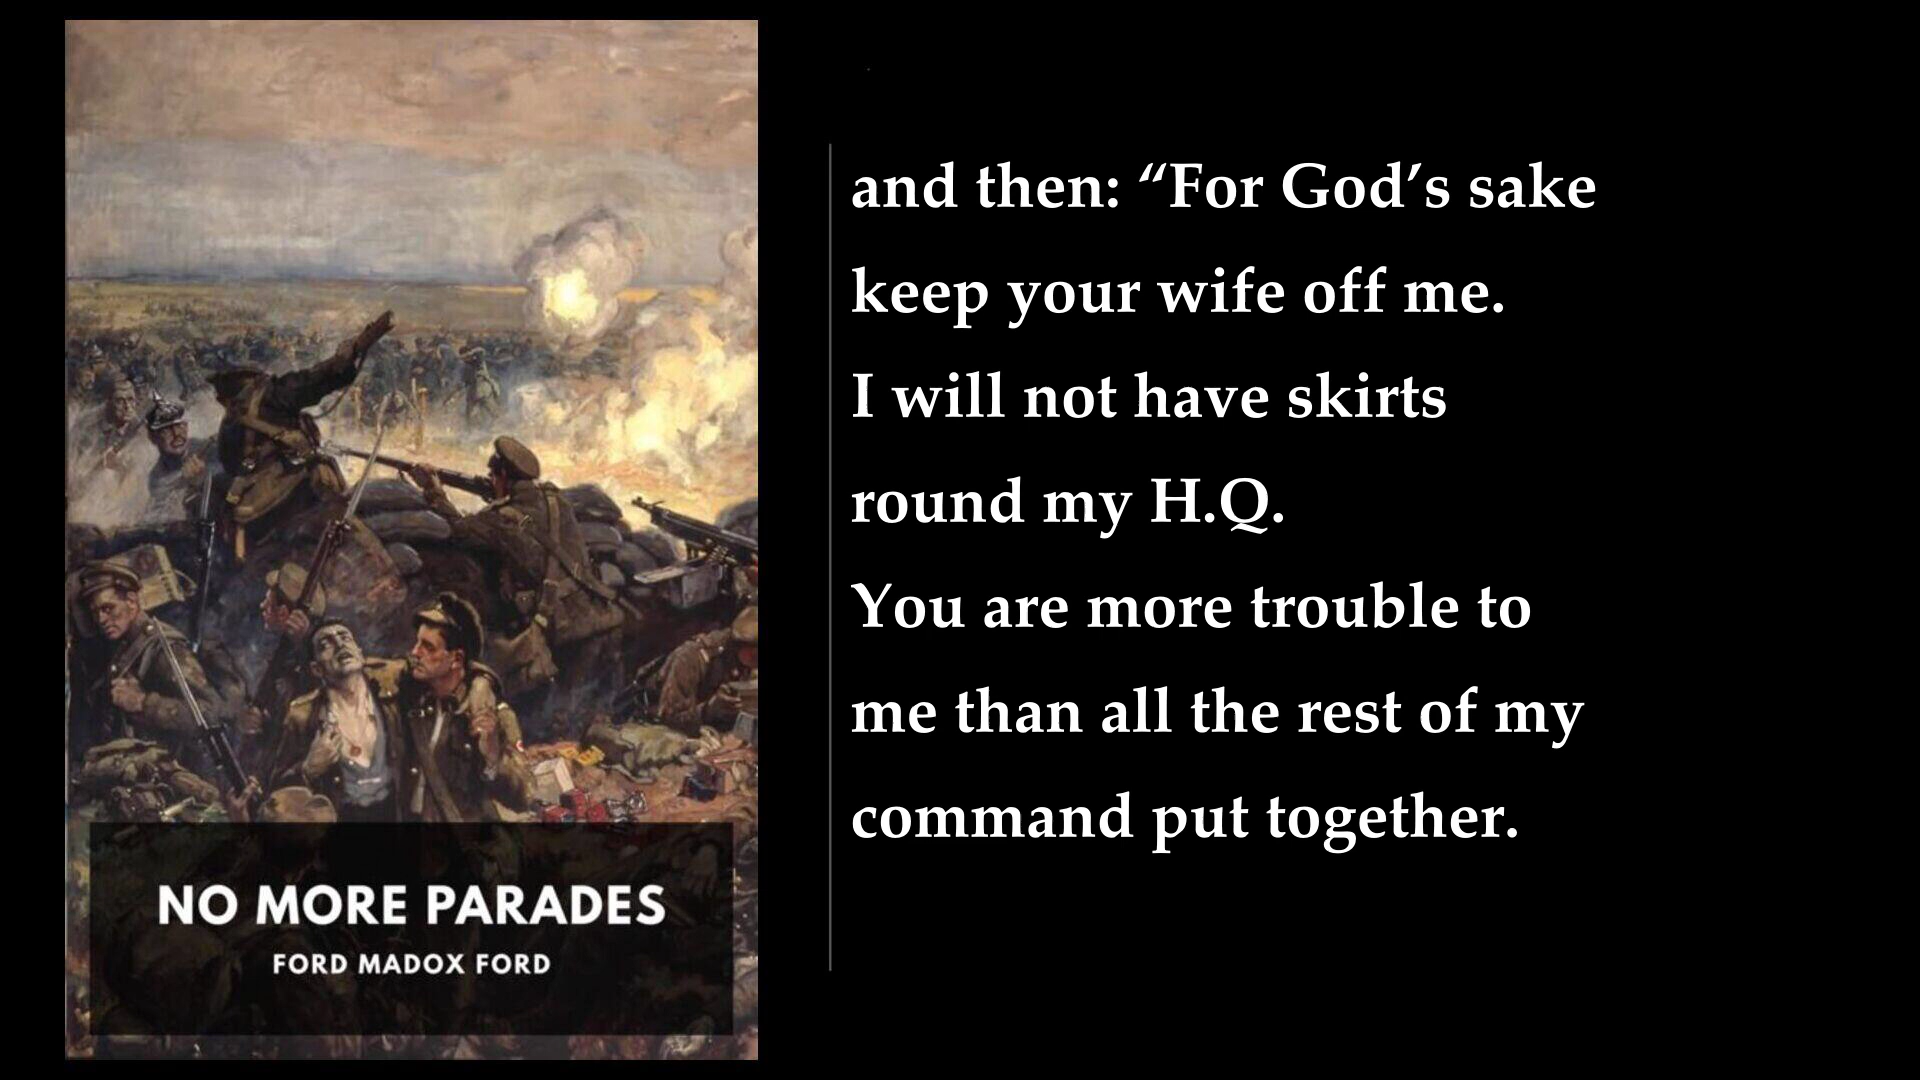 NO MORE PARADES
FORD MADOX FORD
and then: “For God’s sake
keep your wife off me.
I will not have skirts
round my H.Q.
You are more trouble to
me than all the rest of my
command put together.